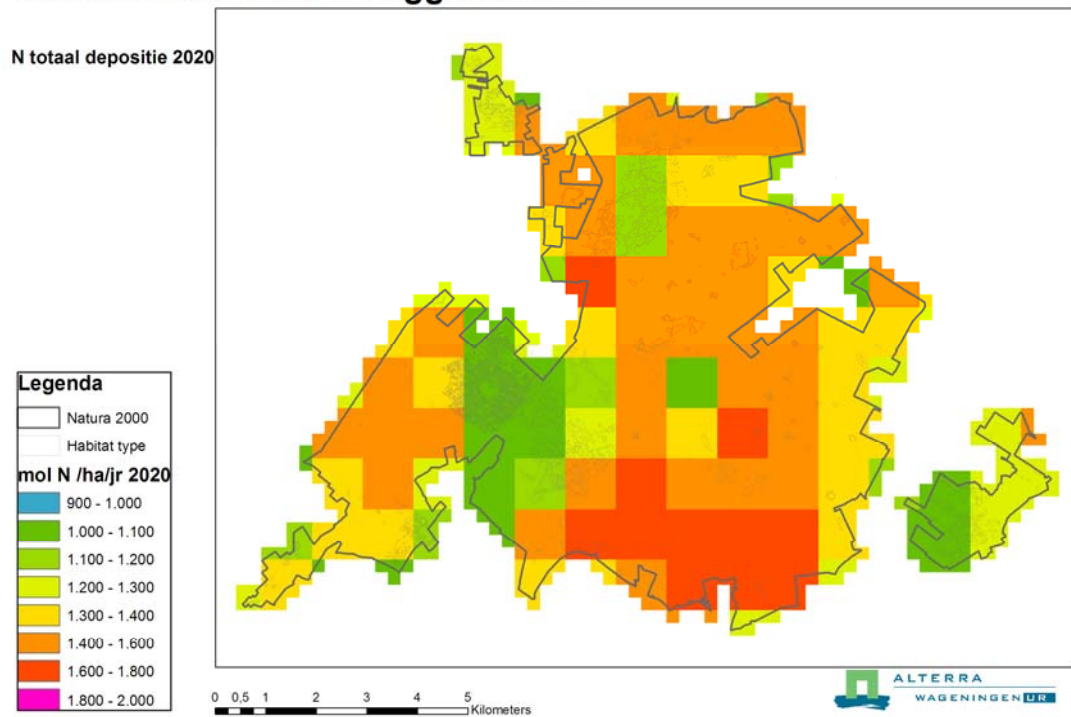 N totaal depositie 2020
Legenda
Natura 2000
Habitat type
mol N /ha/jr 2020
900 - 1.000
1.000 - 1.100
1.100 - 1.200
1.200 - 1.300
1.300 - 1.400
1.400 - 1.600
1.600 - 1.800
1.800 - 2.000
0 0,5 1 2 3 4 5
Kilometers
ALTERRA
WAGENINGEN UR